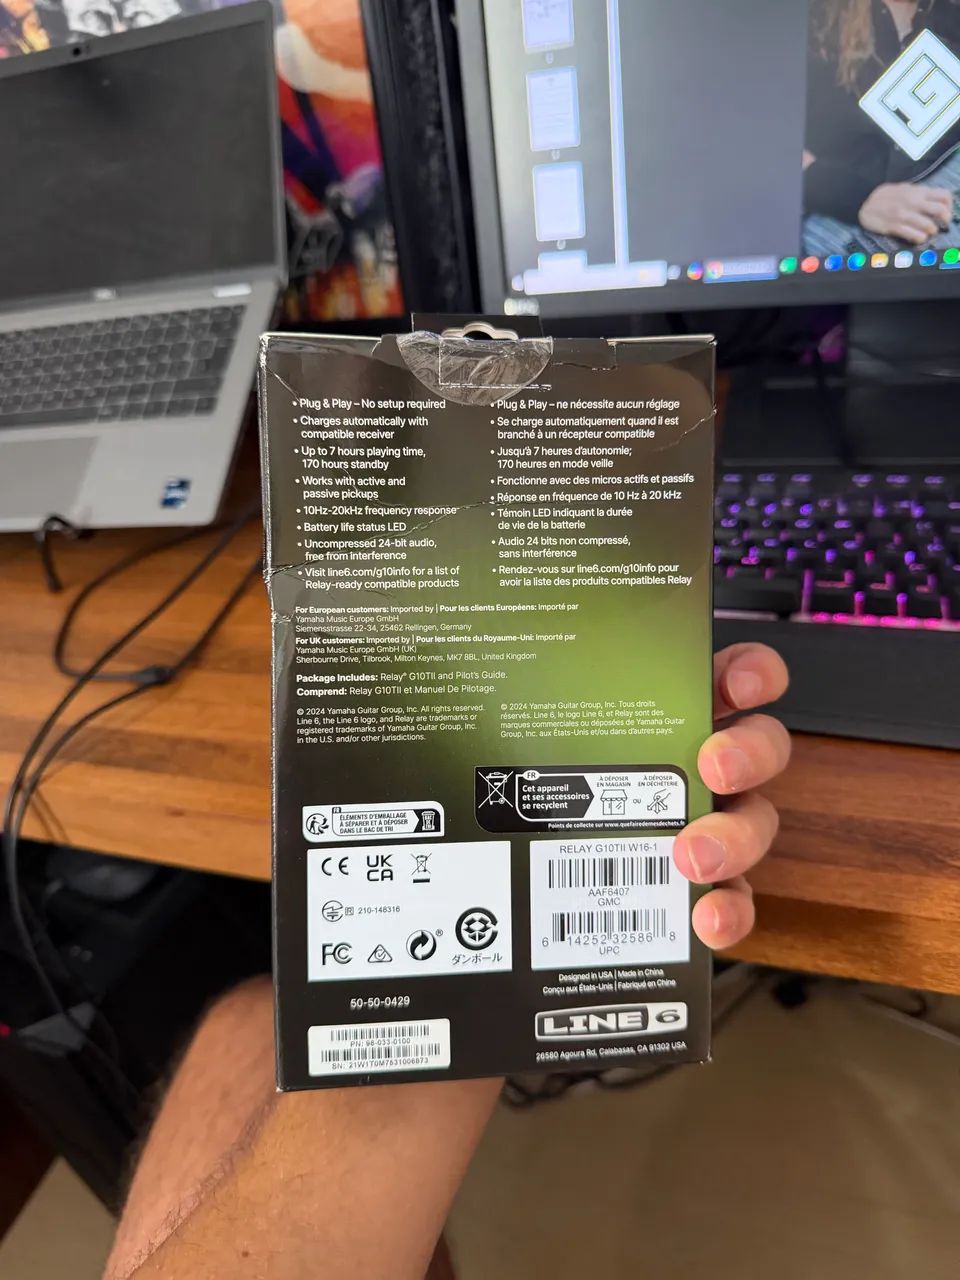 • Plug & Play – No setup required
• Charges automatically with
compatible receiver
• Up to 7 hours playing time,
170 hours standby
• Works with active and
passive pickups
• 10Hz-20kHz frequency response
• Battery life status LED
• Uncompressed 24-bit audio,
free from interference
• Visit line6.com/g10info for a list of
Relay-ready compatible products
• Plug & Play – ne nécessite aucun réglage
• Se charge automatiquement quand il est
branché à un récepteur compatible
• Jusqu'à 7 heures d'autonomie;
170 heures en mode veille
• Fonctionne avec des micros actifs et passifs
• Réponse en fréquence de 10 Hz à 20 kHz
• Témoin LED indiquant la durée
de vie de la batterie
• Audio 24 bits non compressé,
sans interférence
• Rendez-vous sur line6.com/g10info pour
avoir la liste des produits compatibles Relay
For European customers: Imported by | Pour les clients Européens: Importé par
Yamaha Music Europe GmbH
Siemensstrasse 22-34, 25462 Rellingen, Germany
For UK customers: Imported by | Pour les clients du Royaume-Uni: Importé par
Yamaha Music Europe GmbH (UK)
Sherbourne Drive, Tilbrook, Milton Keynes, MK7 8BL, United Kingdom
Package Includes: Relay® G10TII and Pilot's Guide.
Comprend: Relay G10TII et Manuel De Pilotage.
© 2024 Yamaha Guitar Group, Inc. All rights reserved.
Line 6, the Line 6 logo, and Relay are trademarks or
registered trademarks of Yamaha Guitar Group, Inc.
in the U.S. and/or other jurisdictions.
© 2024 Yamaha Guitar Group, Inc. Tous droits
réservés. Line 6, le logo Line 6, et Relay sont des
marques commerciales ou déposées de Yamaha Guitar
Group, Inc. aux États-Unis et/ou dans d'autres pays.
FR
Cet appareil
et ses accessoires
se recyclent
À DÉPOSER
EN MAGASIN
OU
À DÉPOSER
EN DÉCHÈTERIE
Points de collecte sur www.quefairedemesdechets.fr
FR
ÉLÉMENTS D'EMBALLAGE
À SÉPARER ET À DÉPOSER
DANS LE BAC DE TRI
BAC DE TRI
CE UK
CA
R 210-148316
FC ®
ダンボール
RELAY G10TII W16-1
AAF6407
GMC
6 14252 32586 8
UPC
Designed in USA | Made in China
Conçu aux États-Unis | Fabriqué en Chine
50-50-0429
PN: 98-033-0100
SN: 21W1T0M7531006873
LINE 6
26580 Agoura Rd, Calabasas, CA 91302 USA